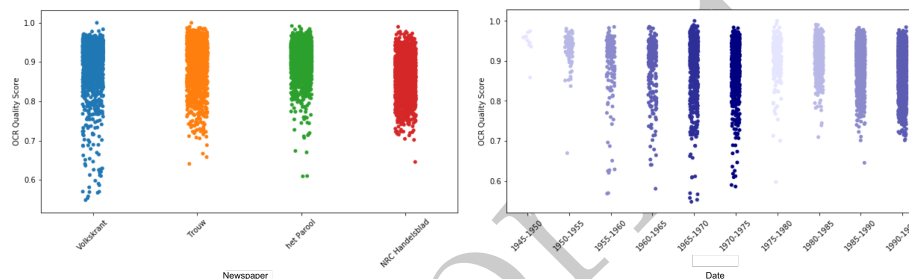 1.0
0.9
0.8
0.7
0.6
OCR Quality Score
Volkskrant
Trouw
het Parool
NRC Handelsblad
Newspaper
1.0
0.9
0.8
0.7
0.6
OCR Quality Score
1945-1950
1950-1955
1955-1960
1960-1965
1965-1970
1970-1975
1975-1980
1980-1985
1985-1990
Date